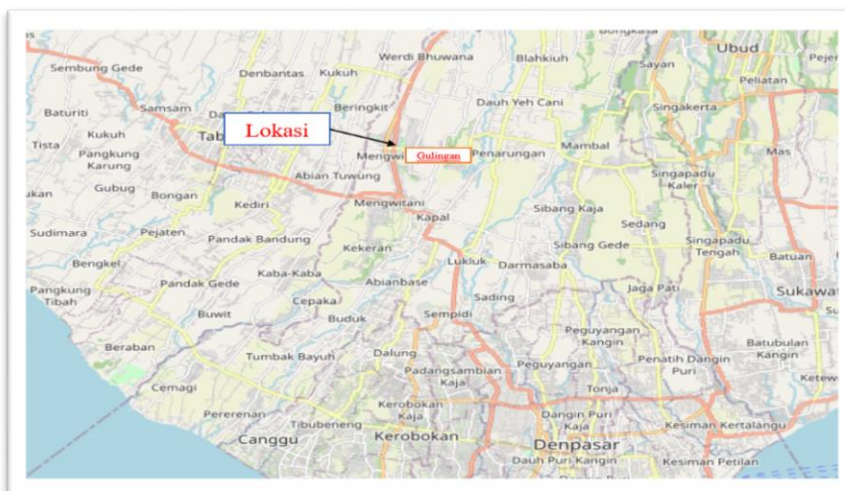 Werdi Bhuwana
Blahkiuh
Sayan
Ubud
Sembung Gede
Denbantas
Kukuh
Peliatan
Baturiti
Samsam
Beringkit
Dauh Yeh Cani
Singakerta
Kukuh
Tista
Lokasi
Pangkung
Karung
Gulingan
Penarungan
Mambal
Mas
Gubug
Abian Tuwung
Singapadu
Kaler
Bongan
Kediri
Mengwitani
Kapal
Sibang Kaja
Sedang
Sudimara
Pejaten
Pandak Bandung
Kekeran
Sibang Gede
Singapadu
Tengah
Batuan
Bengkel
Lukluk
Darmasaba
Pangkung
Tibah
Pandak Gede
Kaba-Kaba
Abianbase
Jaga Pati
Cepaka
Sading
Buwit
Buduk
Sempidi
Peguyangan
Kangin
Batubulan
Kangin
Beraban
Tumbak Bayuh
Dalung
Padangsambian
Kaja
Peguyangan
Penatih Dangin
Puri
Cemagi
Tonja
Pererenan
Kerobokan
Kaja
Dangin Puri
Kaja
Tibubeneng
Kesiman Kertalangu
Canggu
Kerobokan
Denpasar
Dauh Puri Kangin
Kesiman Petilan